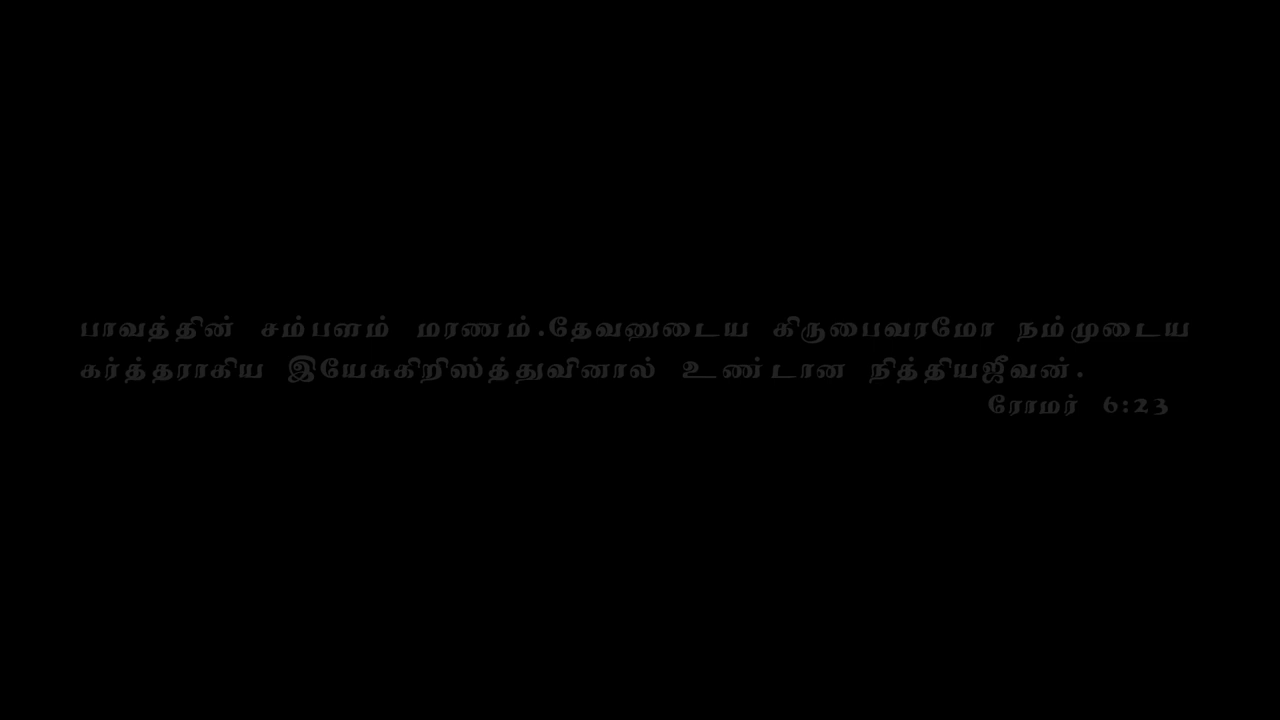 பாவத்தின் சம்பளம் மரணம்.தேவனுடைய கிருபைவரமோ நம்முடைய
கர்த்தராகிய இயேசுகிறிஸ்த்துவினால் உண்டான நித்தியஜீவன்.
ரோமர் 6:23